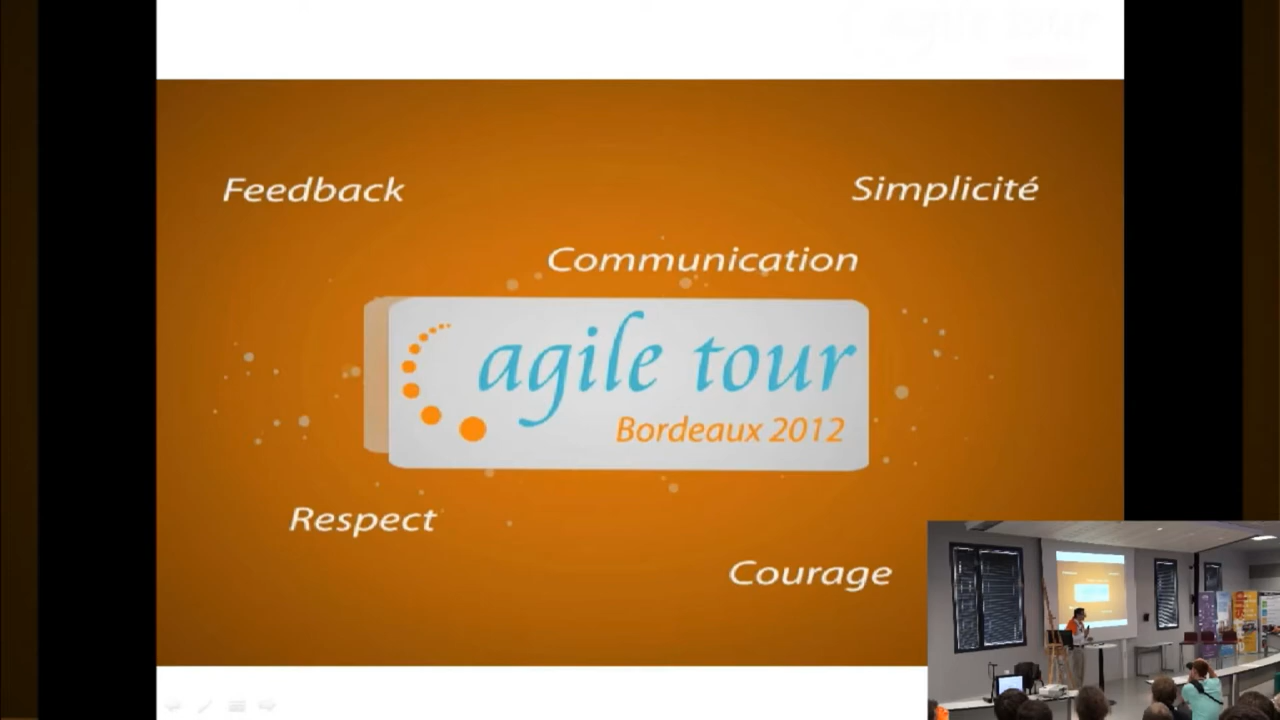 Feedback
Simplicité
Communication
agile tour
Bordeaux 2012
Respect
Courage